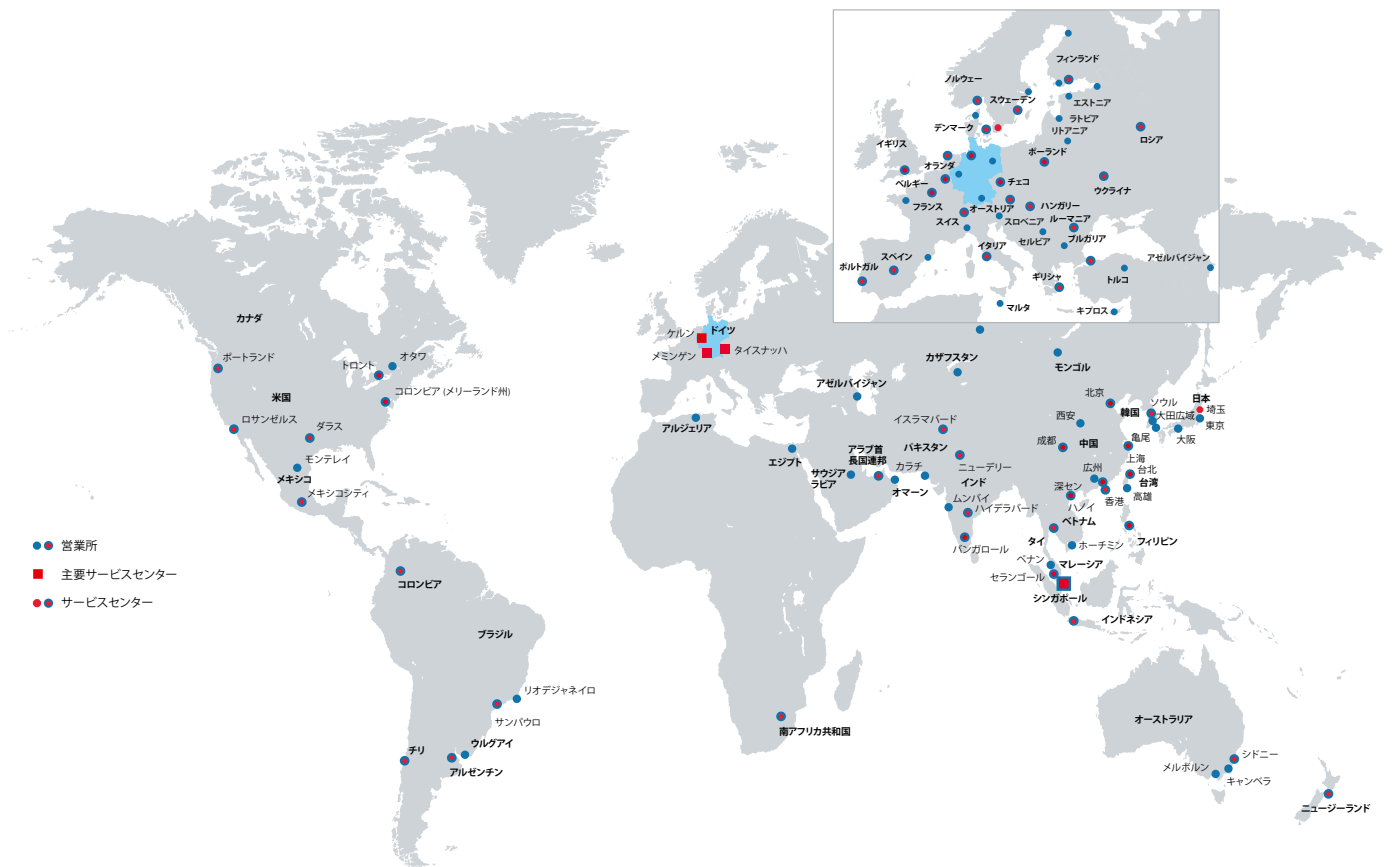 フィンランド
ノルウェー
スウェーデン
エストニア
ラトビア
デンマーク
リトアニア
ロシア
イギリス
ポーランド
オランダ
チェコ
ベルギー
ウクライナ
フランス
オーストリア
ハンガリー
スイス
スロベニア
ルーマニア
セルビア
ブルガリア
イタリア
アゼルバイジャン
スペイン
ポルトガル
ギリシャ
トルコ
マルタ
キプロス
カナダ
ポートランド
トロント
オタワ
米国
コロンビア (メリーランド州)
ロサンゼルス
ダラス
モンテレイ
メキシコ
メキシコシティ
営業所
主要サービスセンター
サービスセンター
コロンビア
ブラジル
リオデジャネイロ
サンパウロ
ウルグアイ
チリ
アルゼンチン
ケルン
ドイツ
メミンゲン
タイスナッハ
アルジェリア
エジプト
サウジア
ラビア
アラブ首
長国連邦
オマーン
南アフリカ共和国
カザフスタン
アゼルバイジャン
モンゴル
イスラマバード
パキスタン
カラチ
ニューデリー
インド
ムンバイ
ハイデラバード
バンガロール
北京
西安
成都
中国
上海
広州
深セン
香港
韓国
ソウル
大田広域
亀尾
日本
埼玉
東京
大阪
台北
台湾
高雄
ハノイ
ベトナム
タイ
ホーチミン
フィリピン
ペナン
マレーシア
セランゴール
シンガポール
インドネシア
オーストラリア
シドニー
メルボルン
キャンベラ
ニュージーランド